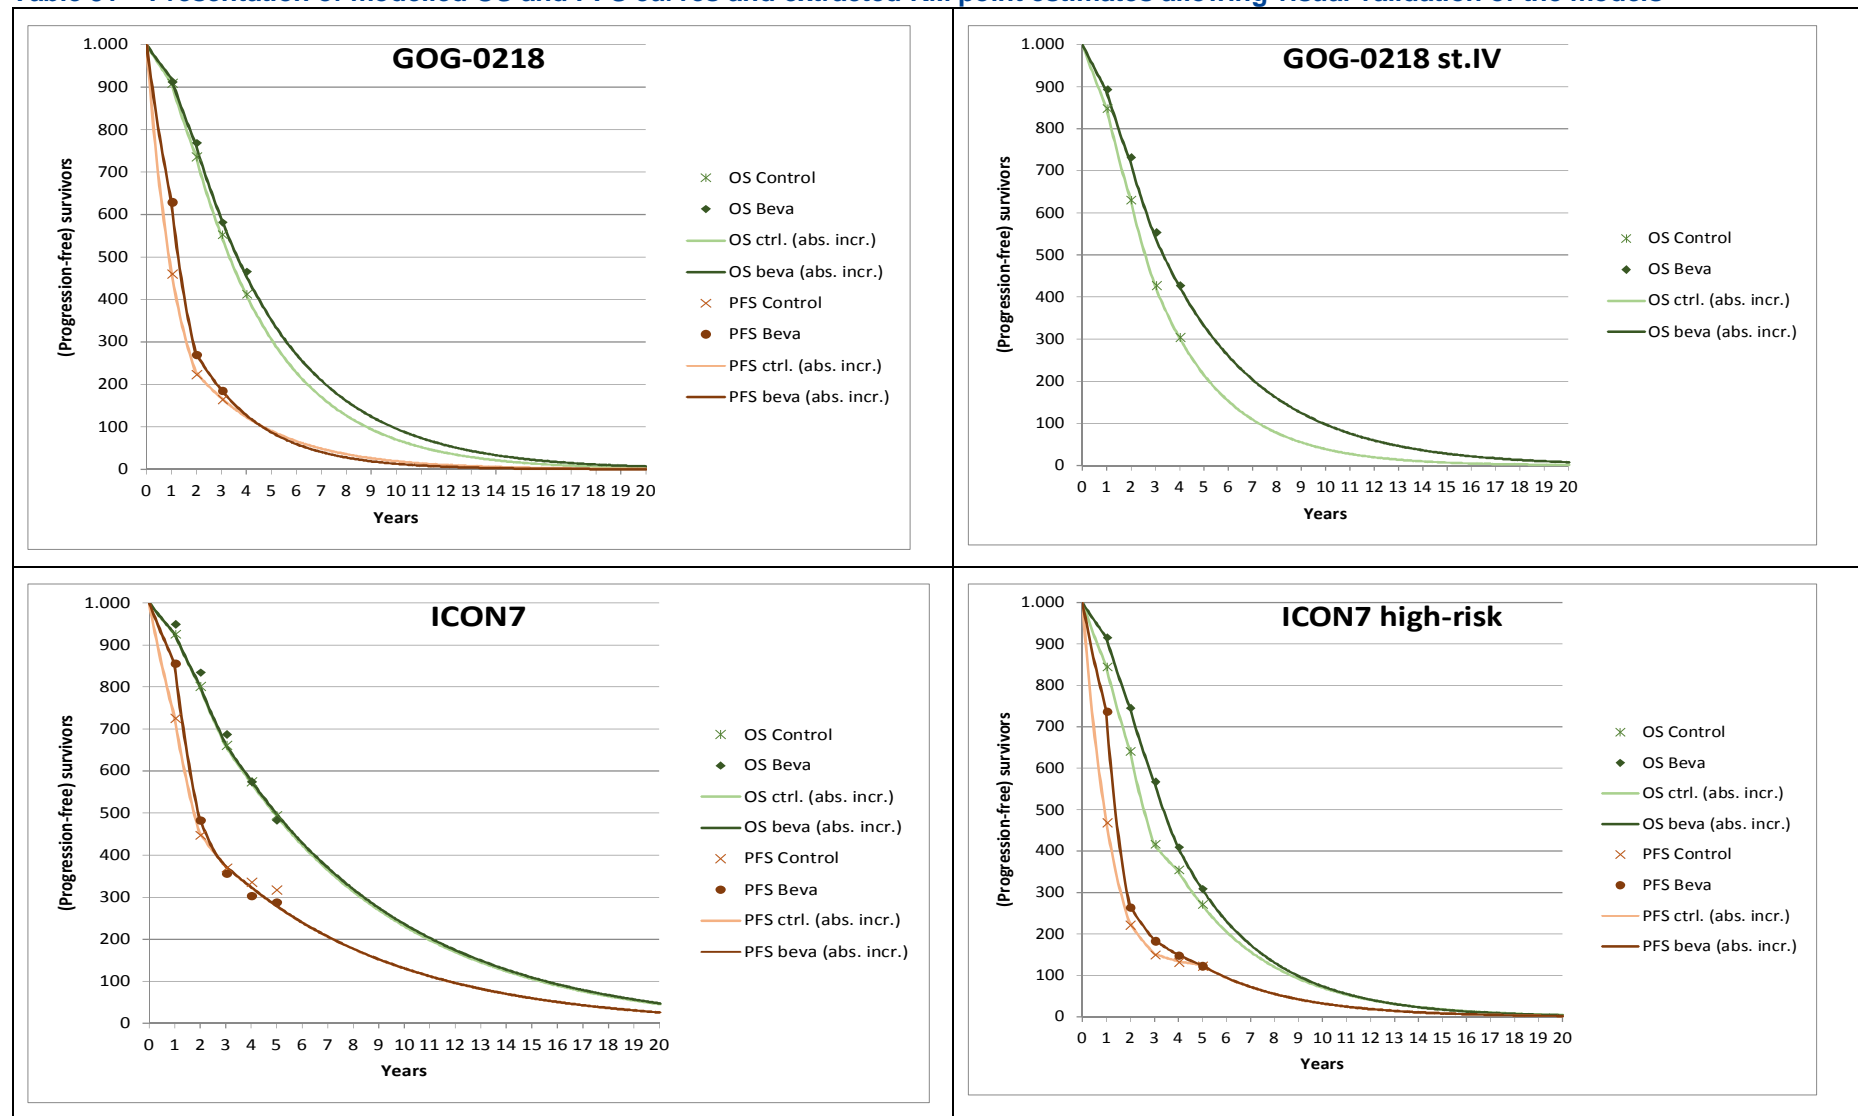 GOG-0218
1.000
900
800
700
600
500
400
300
200
100
0
(Progression-free) survivors
0 1 2 3 4 5 6 7 8 9 10 11 12 13 14 15 16 17 18 19 20
Years
OS Control
OS Beva
OS ctrl. (abs. incr.)
OS beva (abs. incr.)
PFS Control
PFS Beva
PFS ctrl. (abs. incr.)
PFS beva (abs. incr.)
GOG-0218 st.IV
1.000
900
800
700
600
500
400
300
200
100
0
(Progression-free) survivors
0 1 2 3 4 5 6 7 8 9 10 11 12 13 14 15 16 17 18 19 20
Years
OS Control
OS Beva
OS ctrl. (abs. incr.)
OS beva (abs. incr.)
ICON7
1.000
900
800
700
600
500
400
300
200
100
0
(Progression-free) survivors
0 1 2 3 4 5 6 7 8 9 10 11 12 13 14 15 16 17 18 19 20
Years
OS Control
OS Beva
OS ctrl. (abs. incr.)
OS beva (abs. incr.)
PFS Control
PFS Beva
PFS ctrl. (abs. incr.)
PFS beva (abs. incr.)
ICON7 high-risk
1.000
900
800
700
600
500
400
300
200
100
0
(Progression-free) survivors
0 1 2 3 4 5 6 7 8 9 10 11 12 13 14 15 16 17 18 19 20
Years
OS Control
OS Beva
OS ctrl. (abs. incr.)
OS beva (abs. incr.)
PFS Control
PFS Beva
PFS ctrl. (abs. incr.)
PFS beva (abs. incr.)